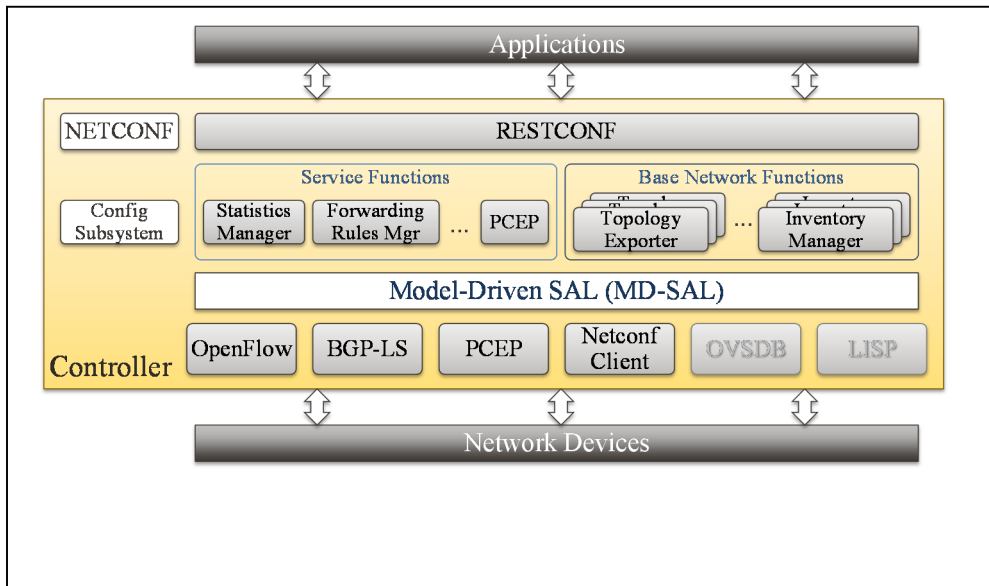 Applications
NETCONF
RESTCONF
Service Functions
Base Network Functions
Config
Subsystem
Statistics
Manager
Forwarding
Rules Mgr
...
PCEP
Topology
Exporter
...
Inventory
Manager
Model-Driven SAL (MD-SAL)
Controller
OpenFlow
BGP-LS
PCEP
Netconf
Client
OVSDB
LISP
Network Devices